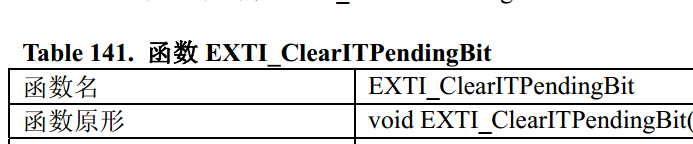 Table 141. 函数 EXTI_ClearITPendingBit
函数名 EXTI_ClearITPendingBit
函数原形 void EXTI_ClearITPendingBit(